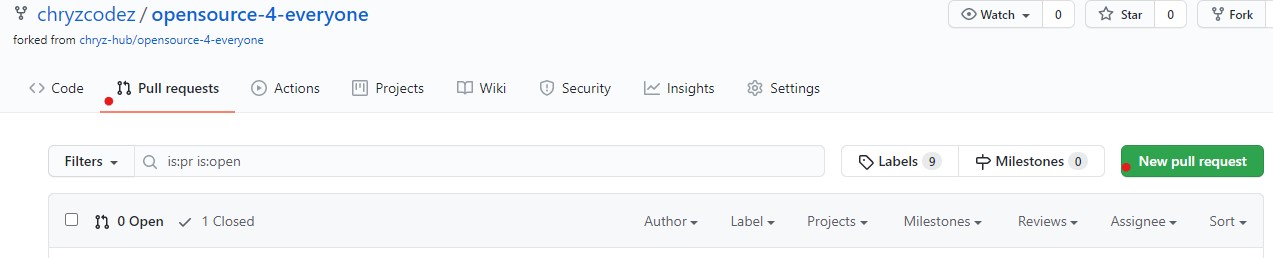 chryzcodez / opensource-4-everyone
Watch 0 Star 0 Fork
forked from chryz-hub/opensource-4-everyone
Code Pull requests Actions Projects Wiki Security Insights Settings
Filters is:pr is:open Labels 9 Milestones 0 New pull request
0 Open 1 Closed Author Label Projects Milestones Reviews Assignee Sort